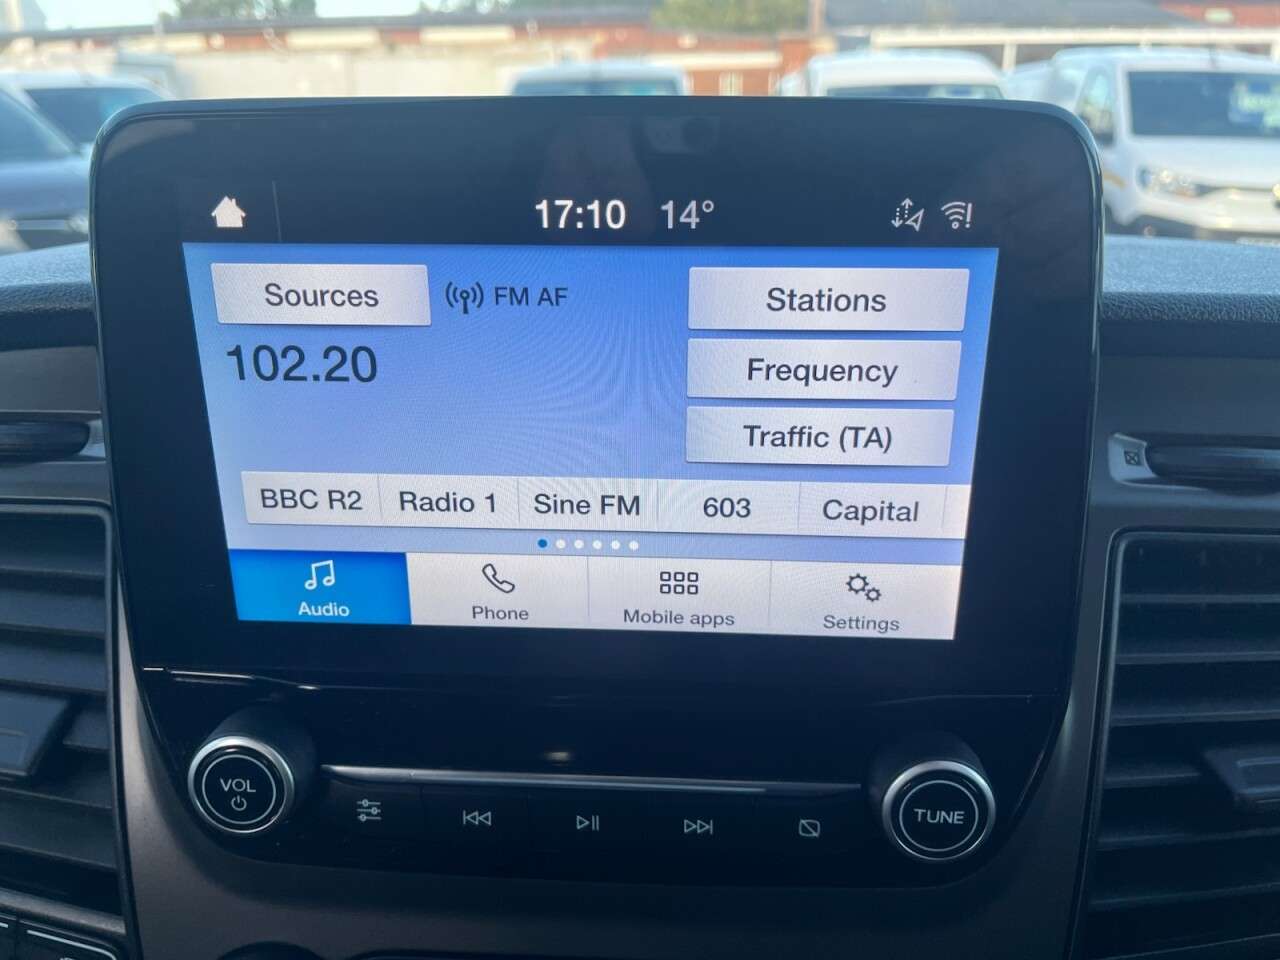 17:10 14°
Sources FM AF Stations
102.20 Frequency
Traffic (TA)
BBC R2 Radio 1 Sine FM 603 Capital
Audio Phone Mobile apps Settings
VOL TUNE